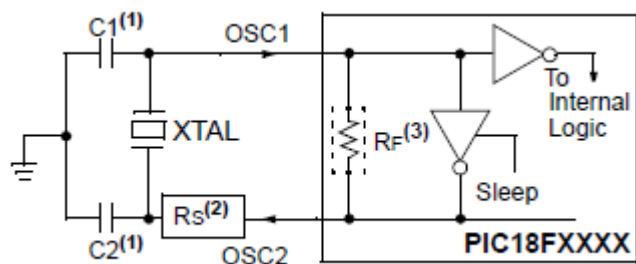 C1(1)
OSC1
To
Internal
Logic
XTAL
RF(3)
Sleep
RS(2)
C2(1)
OSC2
PIC18FXXXX